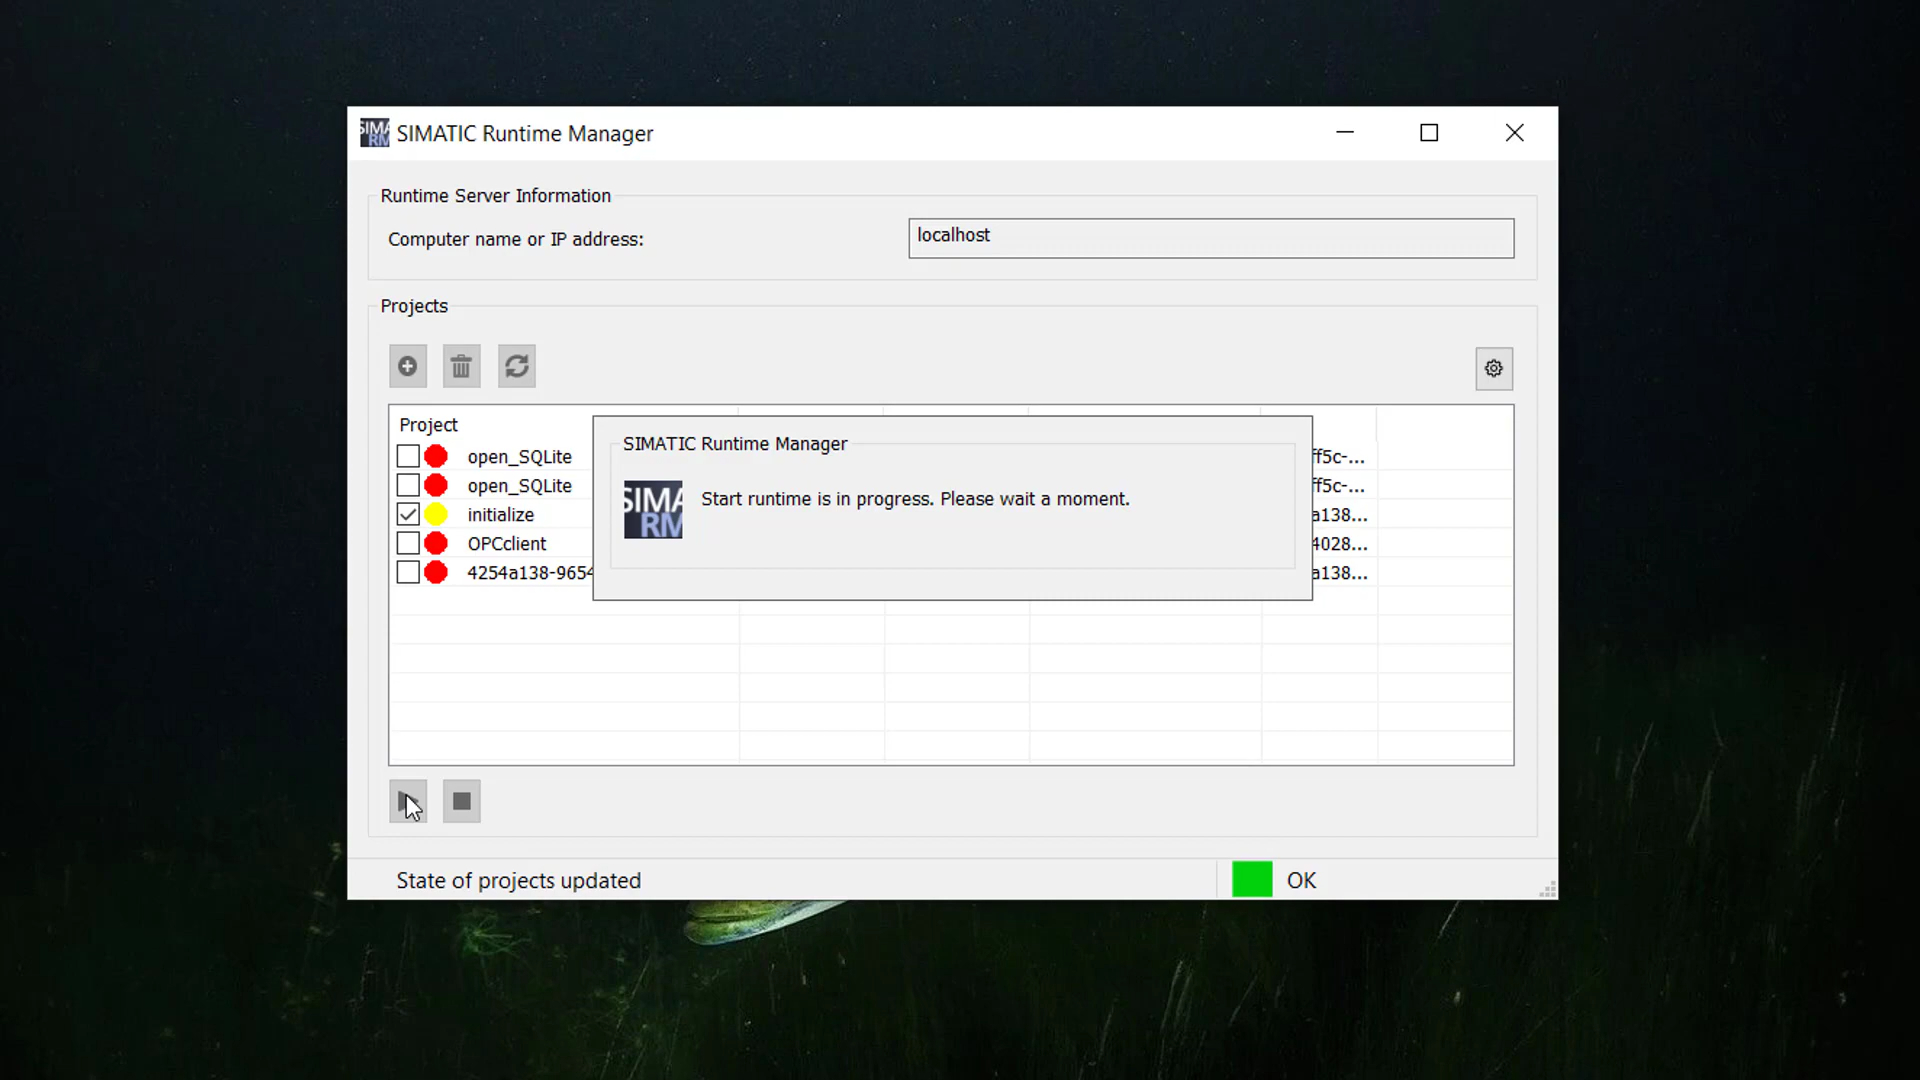 SIMATIC Runtime Manager
Runtime Server Information
Computer name or IP address:
localhost
Projects
Project
open_SQLite
ff5c-...
open_SQLite
ff5c-...
initialize
a138...
OPCclient
4028...
4254a138-9654
a138...
SIMATIC Runtime Manager
SIMA
RM
Start runtime is in progress. Please wait a moment.
State of projects updated
OK